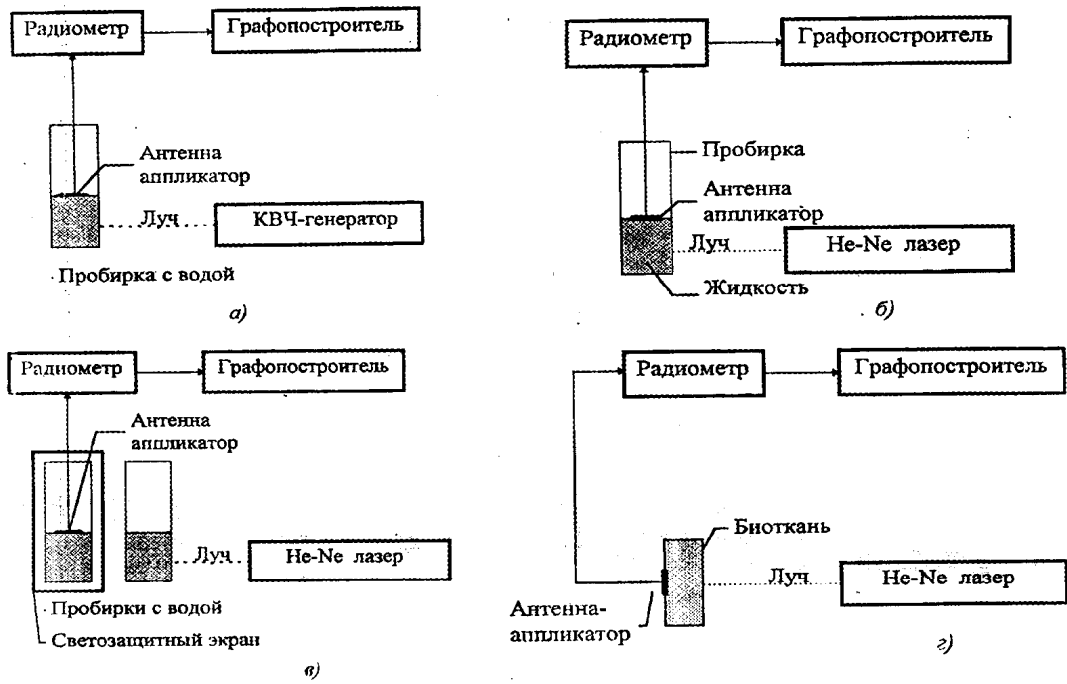 Радиометр
Графопостроитель
Антенна
аппликатор
Луч
КВЧ-генератор
Пробирка с водой
а)
Радиометр
Графопостроитель
Пробирка
Антенна
аппликатор
Луч
He-Ne лазер
Жидкость
б)
Радиометр
Графопостроитель
Антенна
аппликатор
Луч
He-Ne лазер
Пробирки с водой
Светозащитный экран
в)
Радиометр
Графопостроитель
Биоткань
Луч
He-Ne лазер
Антенна-
аппликатор
г)